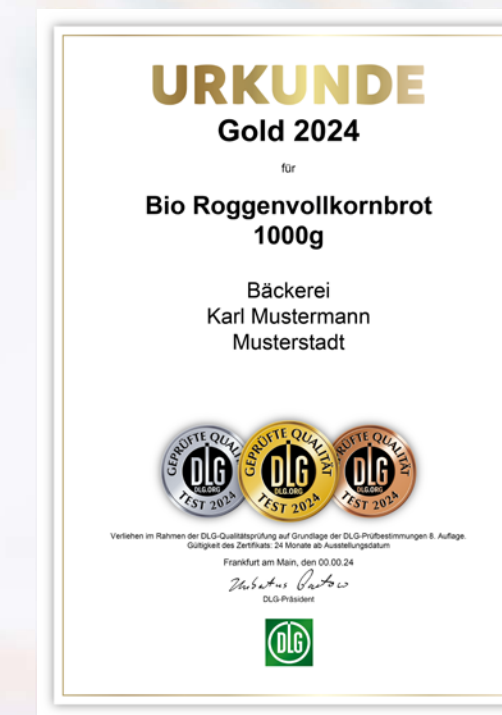 URKUNDE
Gold 2024
für
Bio Roggenvollkornbrot
1000g
Bäckerei
Karl Mustermann
Musterstadt
GEPRÜFTE QUALI
DLG
DLG.ORG
TEST 2024
GEPRÜFTE QUALITÄT
DLG
DLG.ORG
TEST 2024
RÜFTE QUALITÄT
DLG
DLG.ORG
TEST 2024
Verliehen im Rahmen der DLG-Qualitätsprüfung auf Grundlage der DLG-Prüfbestimmungen 8. Auflage.
Gültigkeit des Zertifikats: 24 Monate ab Ausstellungsdatum
Frankfurt am Main, den 00.00.24
DLG-Präsident
DLG